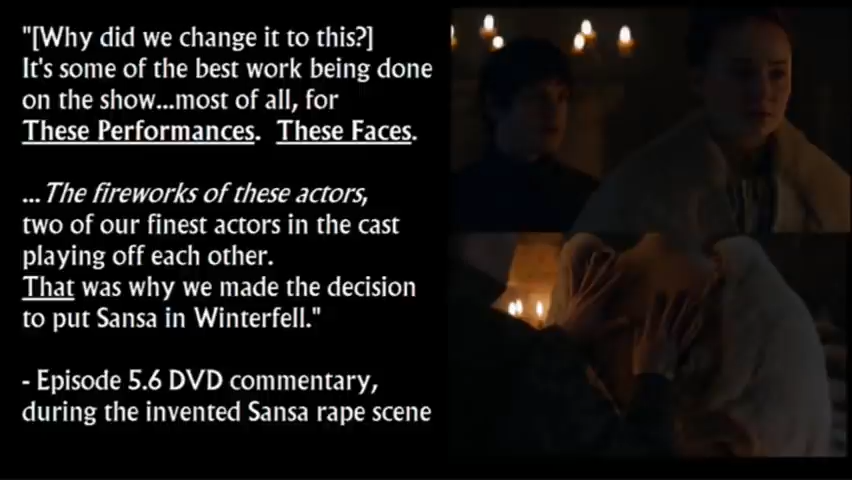 "[Why did we change it to this?]
It's some of the best work being done
on the show...most of all, for
These Performances.  These Faces.
...The fireworks of these actors,
two of our finest actors in the cast
playing off each other.
That was why we made the decision
to put Sansa in Winterfell."
- Episode 5.6 DVD commentary,
during the invented Sansa rape scene